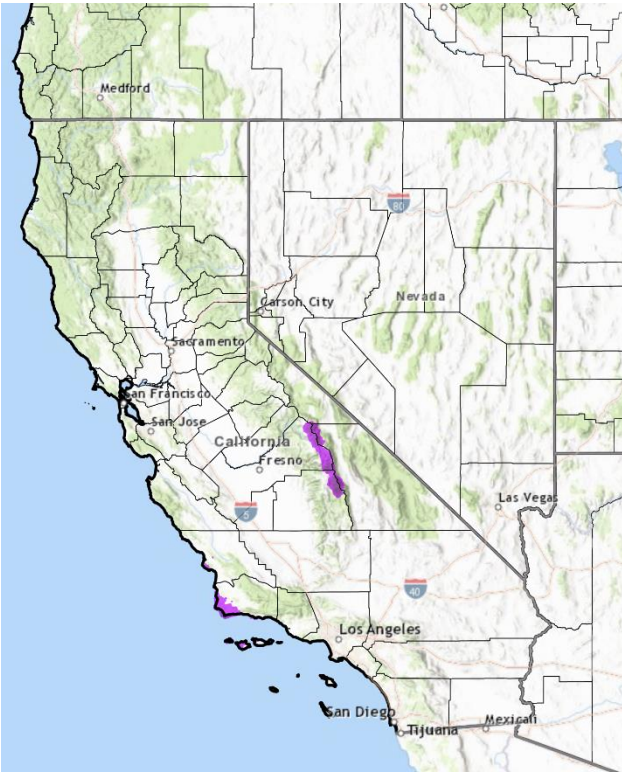 Medford
80
Carson City
Nevada
Sacramento
San Francisco
San Jose
California
Fresno
Las Vegas
5
40
Los Angeles
San Diego
Tijuana
Mexicali